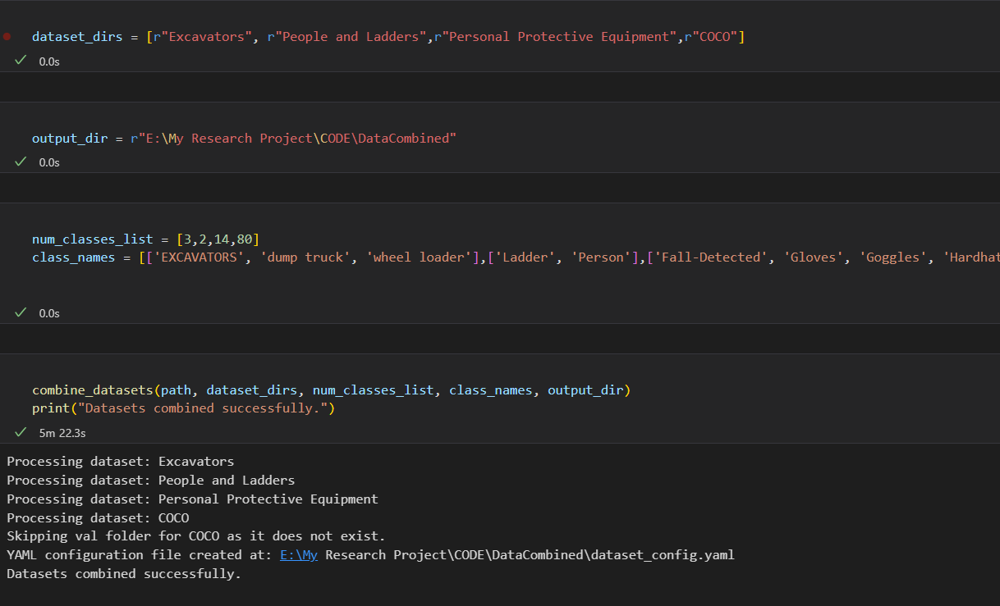 dataset_dirs = [r"Excavators", r"People and Ladders",r"Personal Protective Equipment",r"COCO"]
0.0s
output_dir = r"E:\My Research Project\CODE\DataCombined"
0.0s
num_classes_list = [3,2,14,80]
class_names = [['EXCAVATORS', 'dump truck', 'wheel loader'],['Ladder', 'Person'],['Fall-Detected', 'Gloves', 'Goggles', 'Hardhat
0.0s
combine_datasets(path, dataset_dirs, num_classes_list, class_names, output_dir)
print("Datasets combined successfully.")
5m 22.3s
Processing dataset: Excavators
Processing dataset: People and Ladders
Processing dataset: Personal Protective Equipment
Processing dataset: COCO
Skipping val folder for COCO as it does not exist.
YAML configuration file created at: E:\My Research Project\CODE\DataCombined\dataset_config.yaml
Datasets combined successfully.